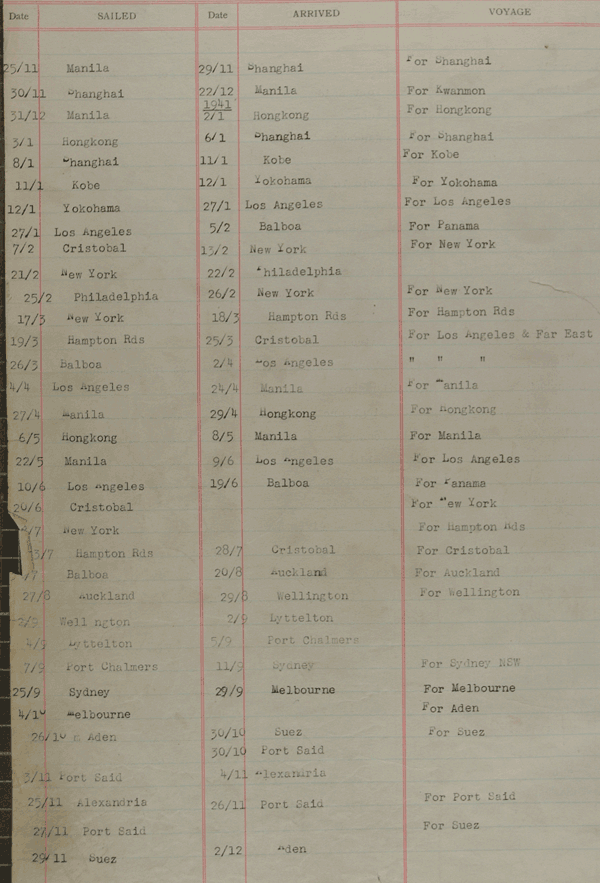 Date SAILED Date ARRIVED VOYAGE
25/11 Manila 29/11 Shanghai For Shanghai
30/11 Shanghai 22/12 Manila For Kwanmon
1941
31/12 Manila 2/1 Hongkong For Hongkong
3/1 Hongkong 6/1 Shanghai For Shanghai
8/1 Shanghai 11/1 Kobe For Kobe
11/1 Kobe 12/1 Yokohama For Yokohama
12/1 Yokohama 27/1 Los Angeles For Los Angeles
27/1 Los Angeles 5/2 Balboa For Panama
7/2 Cristobal 13/2 New York For New York
21/2 New York 22/2 Philadelphia
25/2 Philadelphia 26/2 New York For New York
17/3 New York 18/3 Hampton Rds For Hampton Rds
19/3 Hampton Rds 25/3 Cristobal For Los Angeles & Far East
26/3 Balboa 2/4 Los Angeles " " "
4/4 Los Angeles 24/4 Manila For Manila
27/4 Manila 29/4 Hongkong For Hongkong
6/5 Hongkong 8/5 Manila For Manila
22/5 Manila 9/6 Los Angeles For Los Angeles
10/6 Los Angeles 19/6 Balboa For Panama
20/6 Cristobal For New York
/7 New York For Hampton Rds
3/7 Hampton Rds 28/7 Cristobal For Cristobal
/7 Balboa 20/8 Auckland For Auckland
27/8 Auckland 29/8 Wellington For Wellington
2/9 Well ngton 2/9 Lyttelton
4/9 Lyttelton 5/9 Port Chalmers
7/9 Port Chalmers 11/9 Sydney For Sydney NSW
25/9 Sydney 29/9 Melbourne For Melbourne
4/10 Melbourne For Aden
26/10 Aden 30/10 Suez For Suez
30/10 Port Said
3/11 Port Said 4/11 Alexandria
25/11 Alexandria 26/11 Port Said For Port Said
27/11 Port Said For Suez
29/11 Suez 2/12 Aden